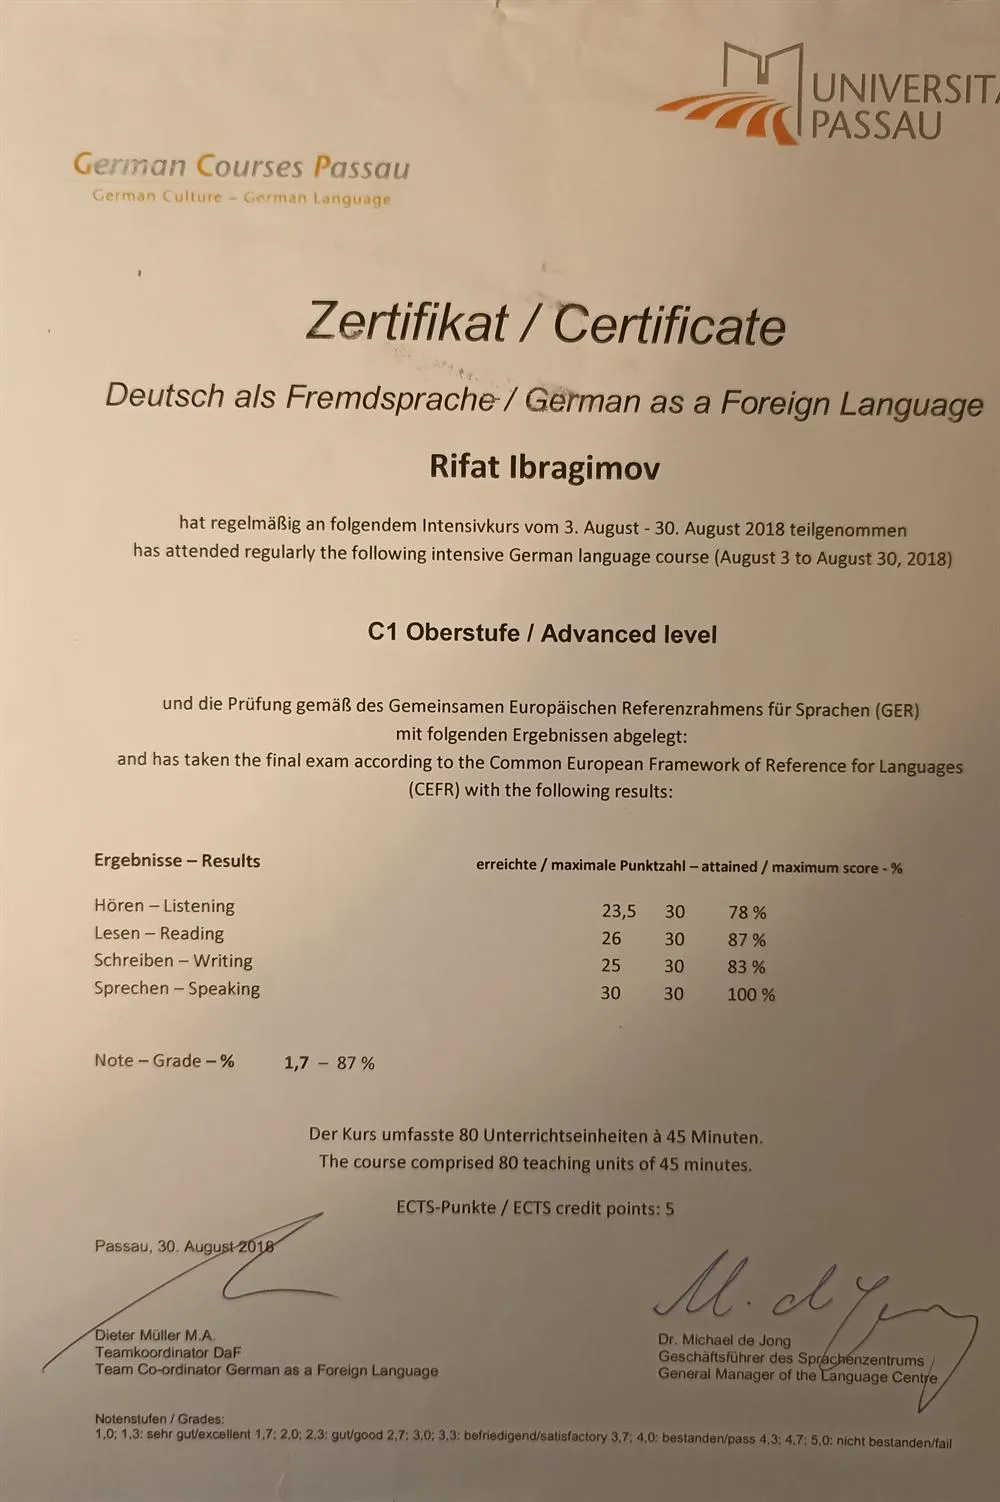 UNIVERSITÄ
PASSAU
German Courses Passau
German Culture – German Language
Zertifikat / Certificate
Deutsch als Fremdsprache / German as a Foreign Language
Rifat Ibragimov
hat regelmäßig an folgendem Intensivkurs vom 3. August - 30. August 2018 teilgenommen
has attended regularly the following intensive German language course (August 3 to August 30, 2018)
C1 Oberstufe / Advanced level
und die Prüfung gemäß des Gemeinsamen Europäischen Referenzrahmens für Sprachen (GER)
mit folgenden Ergebnissen abgelegt:
and has taken the final exam according to the Common European Framework of Reference for Languages
(CEFR) with the following results:
Ergebnisse – Results erreichte / maximale Punktzahl – attained / maximum score - %
Hören – Listening 23,5 30 78 %
Lesen – Reading 26 30 87 %
Schreiben – Writing 25 30 83 %
Sprechen – Speaking 30 30 100 %
Note – Grade – % 1,7 – 87 %
Der Kurs umfasste 80 Unterrichtseinheiten à 45 Minuten.
The course comprised 80 teaching units of 45 minutes.
ECTS-Punkte / ECTS credit points: 5
Passau, 30. August 2018
Dieter Müller M.A.
Teamkoordinator DaF
Team Co-ordinator German as a Foreign Language
Dr. Michael de Jong
Geschäftsführer des Sprachenzentrums
General Manager of the Language Centre
Notenstufen / Grades:
1,0; 1,3: sehr gut/excellent 1,7; 2,0; 2,3: gut/good 2,7; 3,0; 3,3: befriedigend/satisfactory 3,7; 4,0: bestanden/pass 4,3; 4,7; 5,0: nicht bestanden/fail